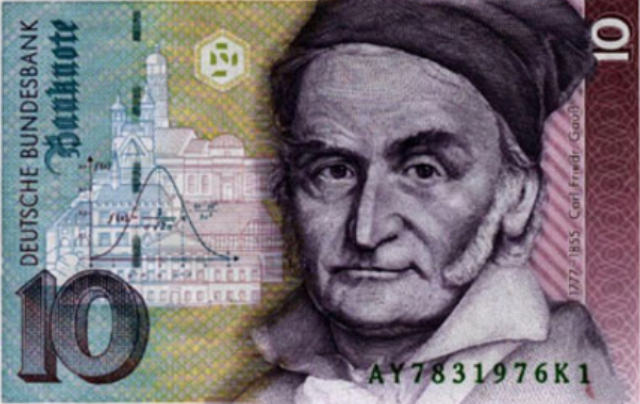 DEUTSCHE BUNDESBANK
Banknote
10
10
1777-1855 Carl Friedr. Gauß
f(x)
AY7831976K1